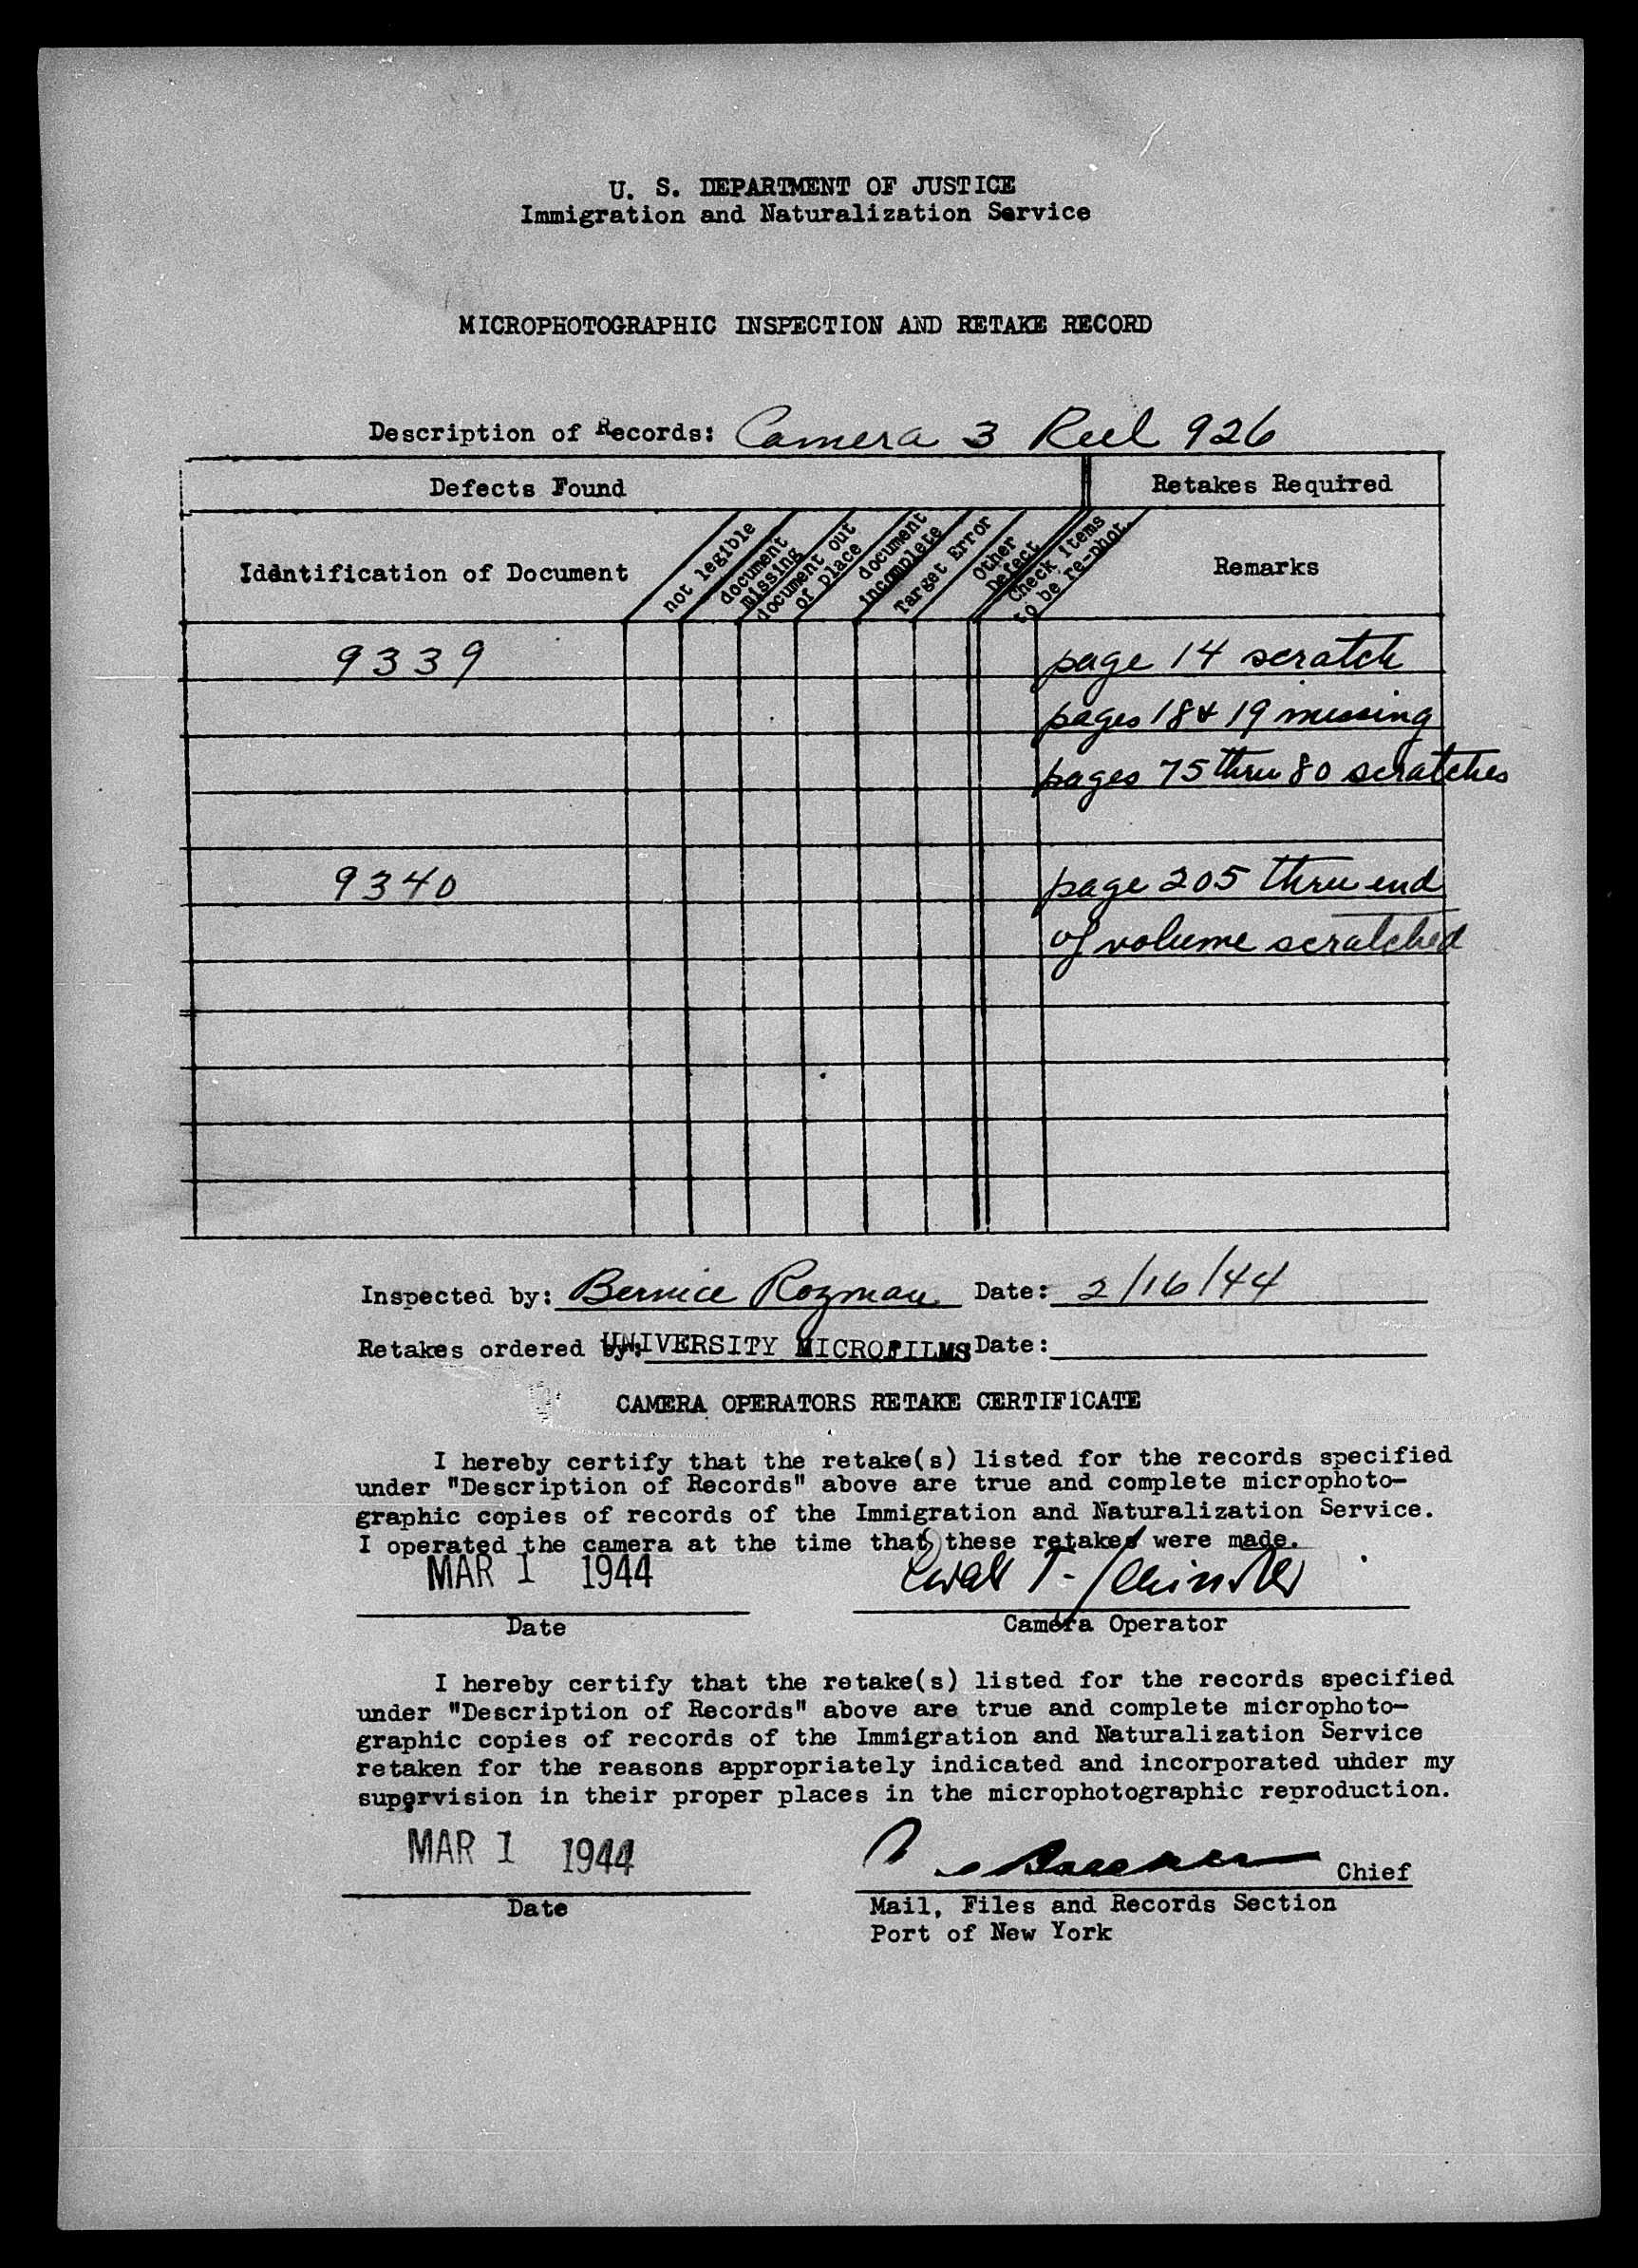 U. S. DEPARTMENT OF JUSTICE
Immigration and Naturalization Service
MICROPHOTOGRAPHIC INSPECTION AND RETAKE RECORD
Description of Records: Camera 3 Reel 926
Defects Found
Retakes Required
Identification of Document
not legible
document missing
document out of place
document incomplete
Target Error
Other Defect
Check items to be re-phot.
Remarks
9339 page 14 scratch
pages 18 & 19 missing
pages 75 thru 80 scratches
9340 page 205 thru end
of volume scratched
Inspected by: Bernice Rozman Date: 2/16/44
Retakes ordered by: UNIVERSITY MICROFILMS Date:
CAMERA OPERATORS RETAKE CERTIF1CATE
I hereby certify that the retake(s) listed for the records specified
under "Description of Records" above are true and complete microphoto-
graphic copies of records of the Immigration and Naturalization Service.
I operated the camera at the time that these retakes were made.
MAR 1 1944
Date
Camera Operator
I hereby certify that the retake(s) listed for the records specified
under "Description of Records" above are true and complete microphoto-
graphic copies of records of the Immigration and Naturalization Service
retaken for the reasons appropriately indicated and incorporated under my
supervision in their proper places in the microphotographic reproduction.
MAR 1 1944
Chief
Date
Mail, Files and Records Section
Port of New York